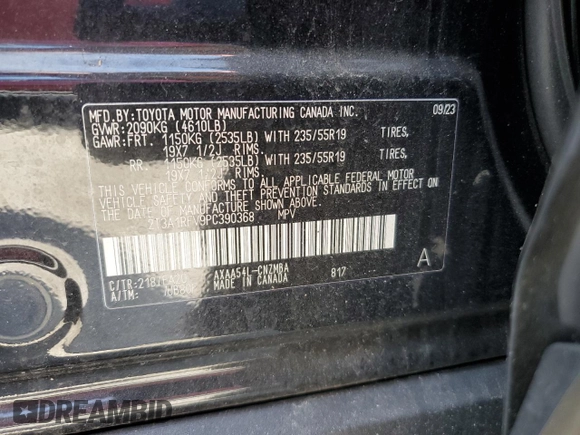 MFD.BY:TOYOTA MOTOR MANUFACTURING CANADA INC. 09/23
GVWR:2090KG (4610LB)
GAWR:FRT. 1150KG (2535LB) WITH 235/55R19 TIRES,
19X7 1/2J RIMS.
RR. 1150KG (2535LB) WITH 235/55R19 TIRES,
19X7 1/2J RIMS.
THIS VEHICLE CONFORMS TO ALL APPLICABLE FEDERAL MOTOR
VEHICLE SAFETY AND THEFT PREVENTION STANDARDS IN EFFECT
ON THE DATE OF MANUFACTURE SHOWN ABOVE.
MPV
C/TR: AXAA54L-CNZMBA 817 A
A/TM: MADE IN CANADA
DREAMBID